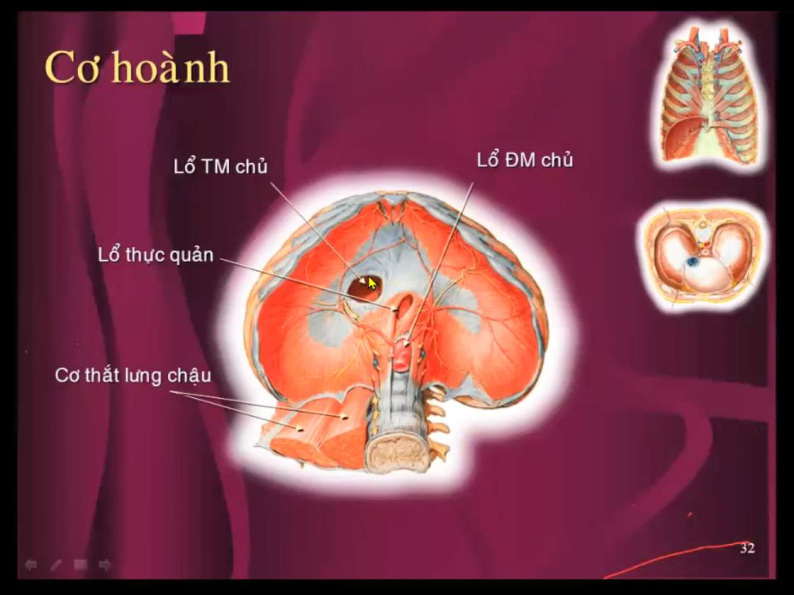 Cơ hoành
Lổ TM chủ
Lổ ĐM chủ
Lổ thực quản
Cơ thắt lưng chậu
32